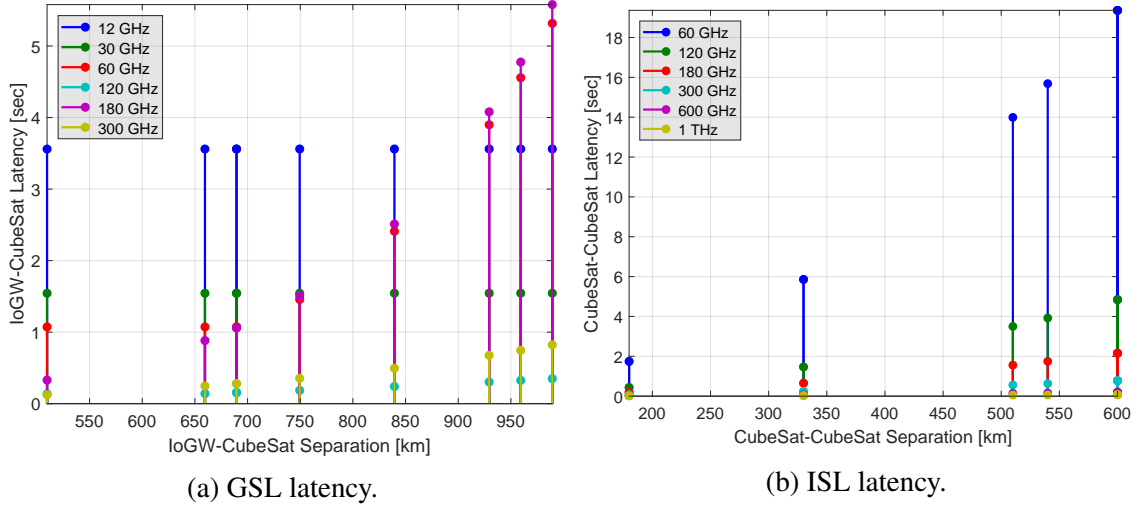 5
4
3
2
1
0
IoGW-CubeSat Latency [sec]
12 GHz
30 GHz
60 GHz
120 GHz
180 GHz
300 GHz
550 600 650 700 750 800 850 900 950
IoGW-CubeSat Separation [km]
(a) GSL latency.
18
16
14
12
10
8
6
4
2
0
CubeSat-CubeSat Latency [sec]
60 GHz
120 GHz
180 GHz
300 GHz
600 GHz
1 THz
200 250 300 350 400 450 500 550 600
CubeSat-CubeSat Separation [km]
(b) ISL latency.